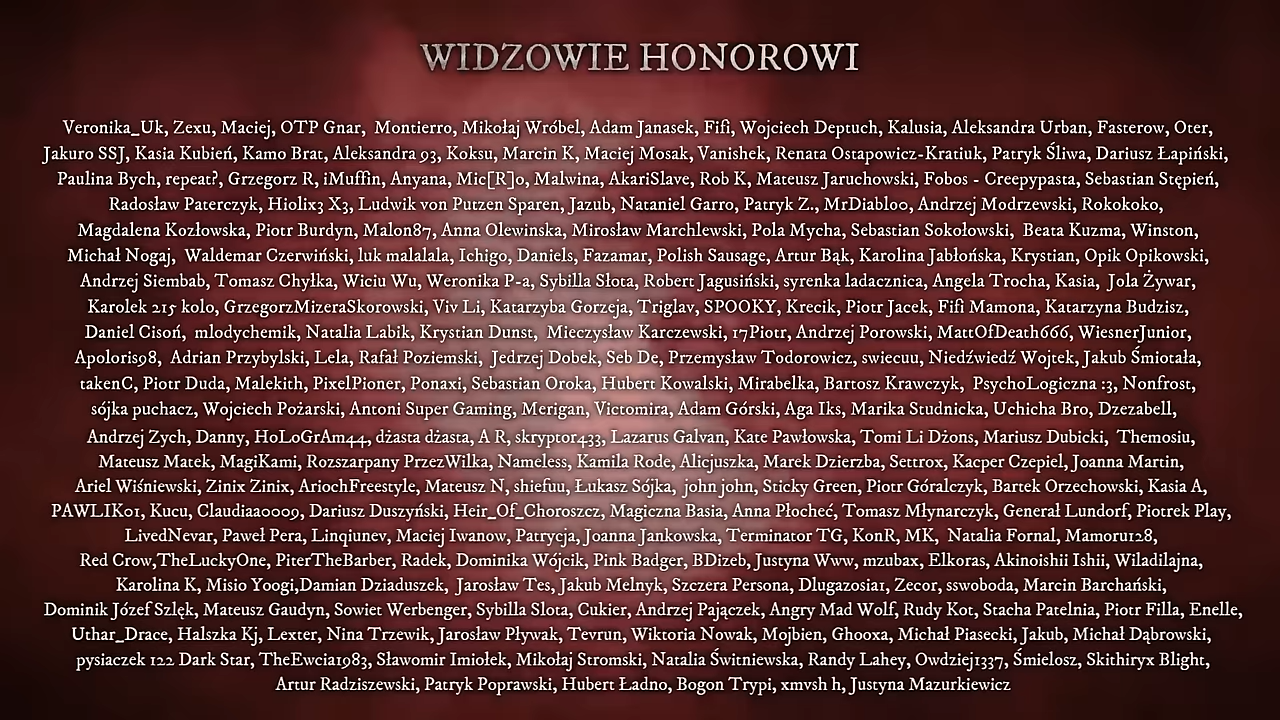 WIDZOWIE HONOROWI
Veronika_Uk, Zexu, Maciej, OTP Gnar, Montierro, Mikołaj Wróbel, Adam Janasek, Fifi, Wojciech Deptuch, Kalusia, Aleksandra Urban, Fasterow, Oter,
Jakuro SSJ, Kasia Kubień, Kamo Brat, Aleksandra 93, Koksu, Marcin K, Maciej Mosak, Vanishek, Renata Ostapowicz-Kratiuk, Patryk Śliwa, Dariusz Łapiński,
Paulina Bych, repeat?, Grzegorz R, iMuffin, Anyana, Mic[R]o, Malwina, AkariSlave, Rob K, Mateusz Jaruchowski, Fobos - Creepypasta, Sebastian Stępień,
Radosław Paterczyk, Hiolix3 X3, Ludwik von Putzen Sparen, Jazub, Nataniel Garro, Patryk Z., MrDiabloo, Andrzej Modrzewski, Rokokoko,
Magdalena Kozłowska, Piotr Burdyn, Malon87, Anna Olewinska, Mirosław Marchlewski, Pola Mycha, Sebastian Sokołowski, Beata Kuzma, Winston,
Michał Nogaj, Waldemar Czerwiński, luk malalala, Ichigo, Daniels, Fazamar, Polish Sausage, Artur Bąk, Karolina Jabłońska, Krystian, Opik Opikowski,
Andrzej Siembab, Tomasz Chyłka, Wiciu Wu, Weronika P-a, Sybilla Słota, Robert Jagusiński, syrenka ladacznica, Angela Trocha, Kasia, Jola Żywar,
Karolek 215 kolo, GrzegorzMizeraSkorowski, Viv Li, Katarzyba Gorzeja, Triglav, SPOOKY, Krecik, Piotr Jacek, Fifi Mamona, Katarzyna Budzisz,
Daniel Cisoń, mlodychemik, Natalia Labik, Krystian Dunst, Mieczysław Karczewski, 17Piotr, Andrzej Porowski, MattOfDeath666, WiesnerJunior,
Apoloris98, Adrian Przybylski, Lela, Rafał Poziemski, Jedrzej Dobek, Seb De, Przemysław Todorowicz, swiecuu, Niedźwiedź Wojtek, Jakub Śmiotała,
takenC, Piotr Duda, Malekith, PixelPioner, Ponaxi, Sebastian Oroka, Hubert Kowalski, Mirabelka, Bartosz Krawczyk, PsychoLogiczna :3, Nonfrost,
sójka puchacz, Wojciech Pożarski, Antoni Super Gaming, Merigan, Victomira, Adam Górski, Aga Iks, Marika Studnicka, Uchicha Bro, Dzezabell,
Andrzej Zych, Danny, HoLoGrAm44, dżasta dżasta, A R, skryptor433, Lazarus Galvan, Kate Pawłowska, Tomi Li Dżons, Mariusz Dubicki, Themosiu,
Mateusz Matek, MagiKami, Rozszarpany PrzezWilka, Nameless, Kamila Rode, Alicjuszka, Marek Dzierzba, Settrox, Kacper Czepiel, Joanna Martin,
Ariel Wiśniewski, Zinix Zinix, AriochFreestyle, Mateusz N, shiefuu, Łukasz Sójka, john john, Sticky Green, Piotr Góralczyk, Bartek Orzechowski, Kasia A,
PAWLIK01, Kucu, Claudiaa0009, Dariusz Duszyński, Heir_Of_Choroszcz, Magiczna Basia, Anna Płocheć, Tomasz Młynarczyk, Generał Lundorf, Piotrek Play,
LivedNevar, Paweł Pera, Linqiunev, Maciej Iwanow, Patrycja, Joanna Jankowska, Terminator TG, KonR, MK, Natalia Fornal, Mamoru128,
Red Crow,TheLuckyOne, PiterTheBarber, Radek, Dominika Wójcik, Pink Badger, BDizeb, Justyna Www, mzubax, Elkoras, Akinoishii Ishii, Wiladilajna,
Karolina K, Misio Yoogi,Damian Dziaduszek, Jarosław Tes, Jakub Melnyk, Szczera Persona, Dlugazosia1, Zecor, sswoboda, Marcin Barchański,
Dominik Józef Szlęk, Mateusz Gaudyn, Sowiet Werbenger, Sybilla Slota, Cukier, Andrzej Pajączek, Angry Mad Wolf, Rudy Kot, Stacha Patelnia, Piotr Filla, Enelle,
Uthar_Drace, Halszka Kj, Lexter, Nina Trzewik, Jarosław Pływak, Tevrun, Wiktoria Nowak, Mojbien, Ghooxa, Michał Piasecki, Jakub, Michał Dąbrowski,
pysiaczek 122 Dark Star, TheEwcia1983, Sławomir Imiołek, Mikołaj Stromski, Natalia Świtniewska, Randy Lahey, Owdziej1337, Śmielosz, Skithiryx Blight,
Artur Radziszewski, Patryk Poprawski, Hubert Ładno, Bogon Trypi, xmvsh h, Justyna Mazurkiewicz